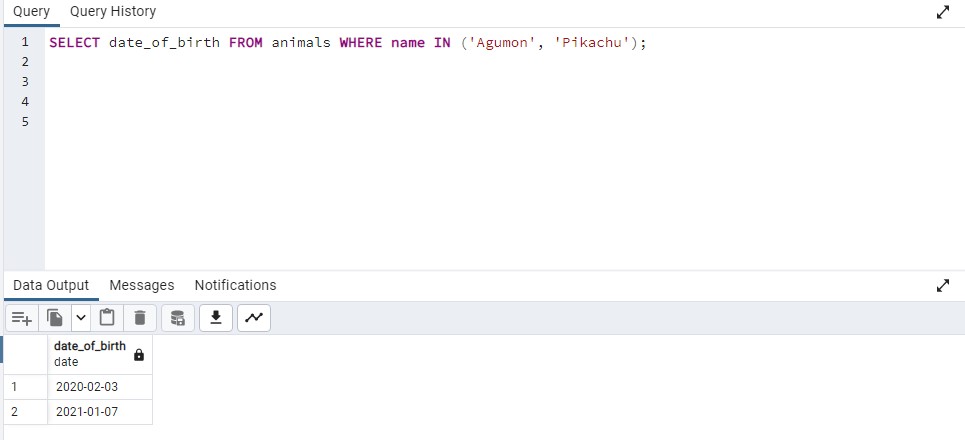 Query Query History
1 SELECT date_of_birth FROM animals WHERE name IN ('Agumon', 'Pikachu');
2
3
4
5
Data Output Messages Notifications
date_of_birth
date
1 2020-02-03
2 2021-01-07